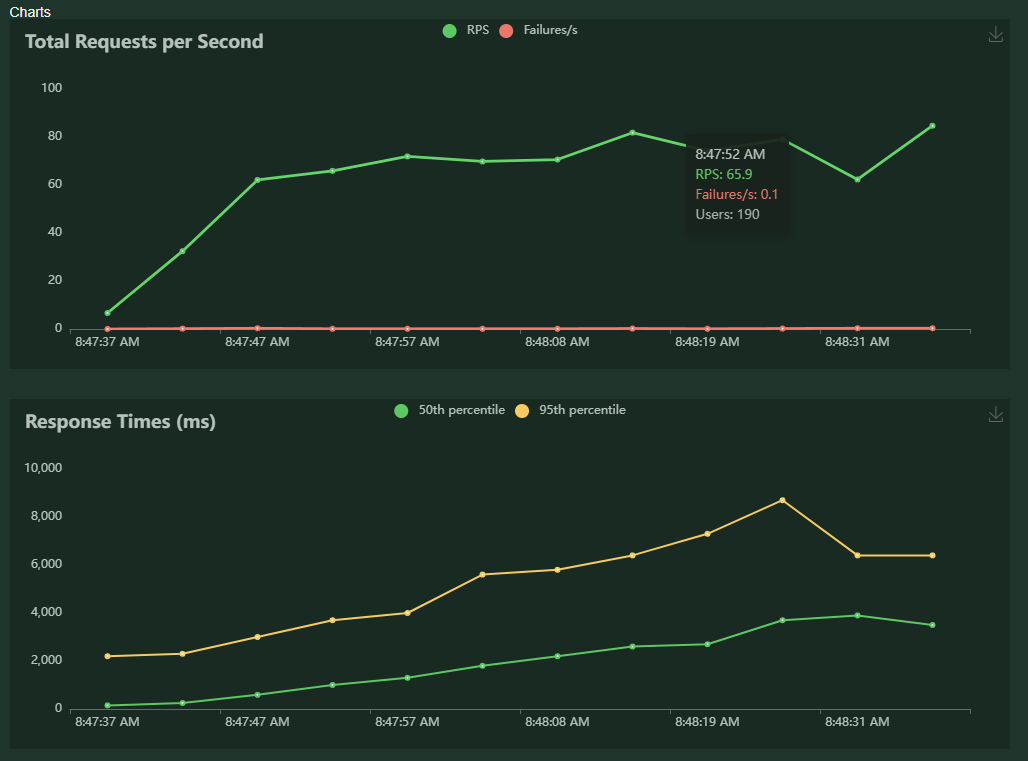 Charts
Total Requests per Second
RPS Failures/s
100
80
60
40
20
0
8:47:52 AM
RPS: 65.9
Failures/s: 0.1
Users: 190
8:47:37 AM 8:47:47 AM 8:47:57 AM 8:48:08 AM 8:48:19 AM 8:48:31 AM
Response Times (ms)
50th percentile 95th percentile
10,000
8,000
6,000
4,000
2,000
0
8:47:37 AM 8:47:47 AM 8:47:57 AM 8:48:08 AM 8:48:19 AM 8:48:31 AM